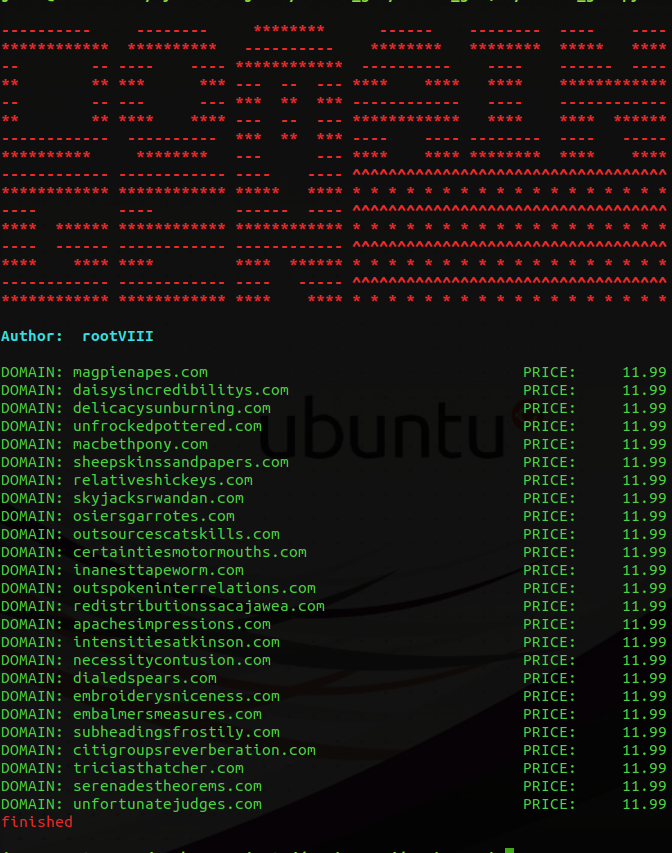 Author:  rootVIII
DOMAIN: magpienapes.com PRICE: 11.99
DOMAIN: daisysincredibilitys.com PRICE: 11.99
DOMAIN: delicacysunburning.com PRICE: 11.99
DOMAIN: unfrockedpottered.com PRICE: 11.99
DOMAIN: macbethpony.com PRICE: 11.99
DOMAIN: sheepskinssandpapers.com PRICE: 11.99
DOMAIN: relativeshickeys.com PRICE: 11.99
DOMAIN: skyjacksrwandan.com PRICE: 11.99
DOMAIN: osiersgarrotes.com PRICE: 11.99
DOMAIN: outsourcescatskills.com PRICE: 11.99
DOMAIN: certaintiesmotormouths.com PRICE: 11.99
DOMAIN: inanesttapeworm.com PRICE: 11.99
DOMAIN: outspokeninterrelations.com PRICE: 11.99
DOMAIN: redistributionssacajawea.com PRICE: 11.99
DOMAIN: apachesimpressions.com PRICE: 11.99
DOMAIN: intensitiesatkinson.com PRICE: 11.99
DOMAIN: necessitycontusion.com PRICE: 11.99
DOMAIN: dialedspears.com PRICE: 11.99
DOMAIN: embroiderysniceness.com PRICE: 11.99
DOMAIN: embalmersmeasures.com PRICE: 11.99
DOMAIN: subheadingsfrostily.com PRICE: 11.99
DOMAIN: citigroupsreverberation.com PRICE: 11.99
DOMAIN: triciasthatcher.com PRICE: 11.99
DOMAIN: serenadestheorems.com PRICE: 11.99
DOMAIN: unfortunatejudges.com PRICE: 11.99
finished
ubuntu